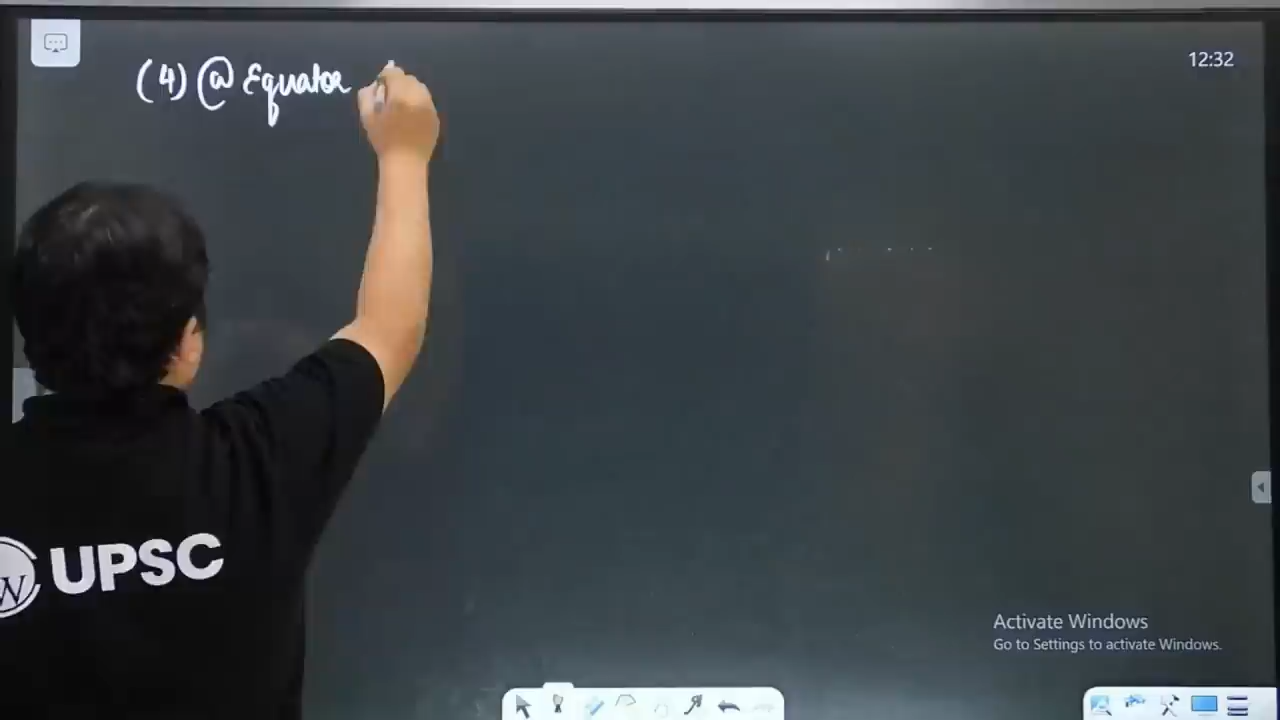 12:32
(4) @ Equator
W UPSC
Activate Windows
Go to Settings to activate Windows.